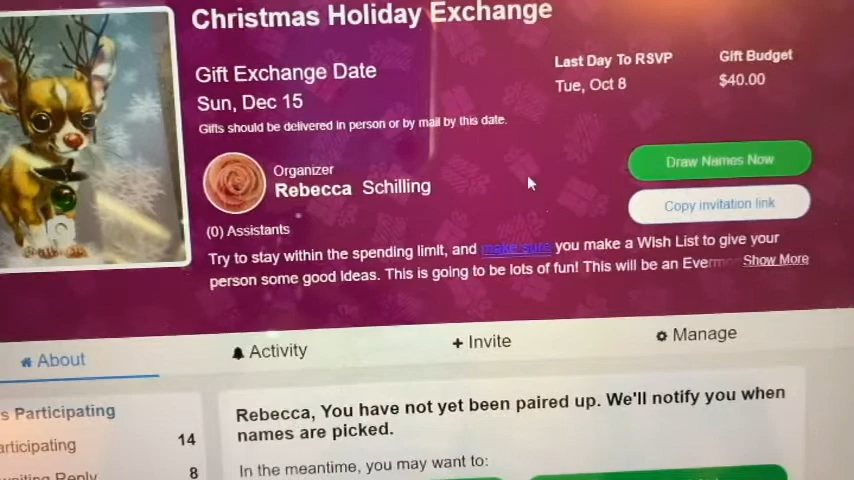 Christmas Holiday Exchange
Gift Exchange Date
Sun, Dec 15
Gifts should be delivered in person or by mail by this date.
Last Day To RSVP
Tue, Oct 8
Gift Budget
$40.00
Organizer
Rebecca Schilling
(0) Assistants
Draw Names Now
Copy invitation link
Try to stay within the spending limit, and make sure you make a Wish List to give your
person some good Ideas. This is going to be lots of fun! This will be an Everm Show More
About
Activity
Invite
Manage
s Participating
articipating 14
waiting Reply 8
Rebecca, You have not yet been paired up. We'll notify you when
names are picked.
In the meantime, you may want to: